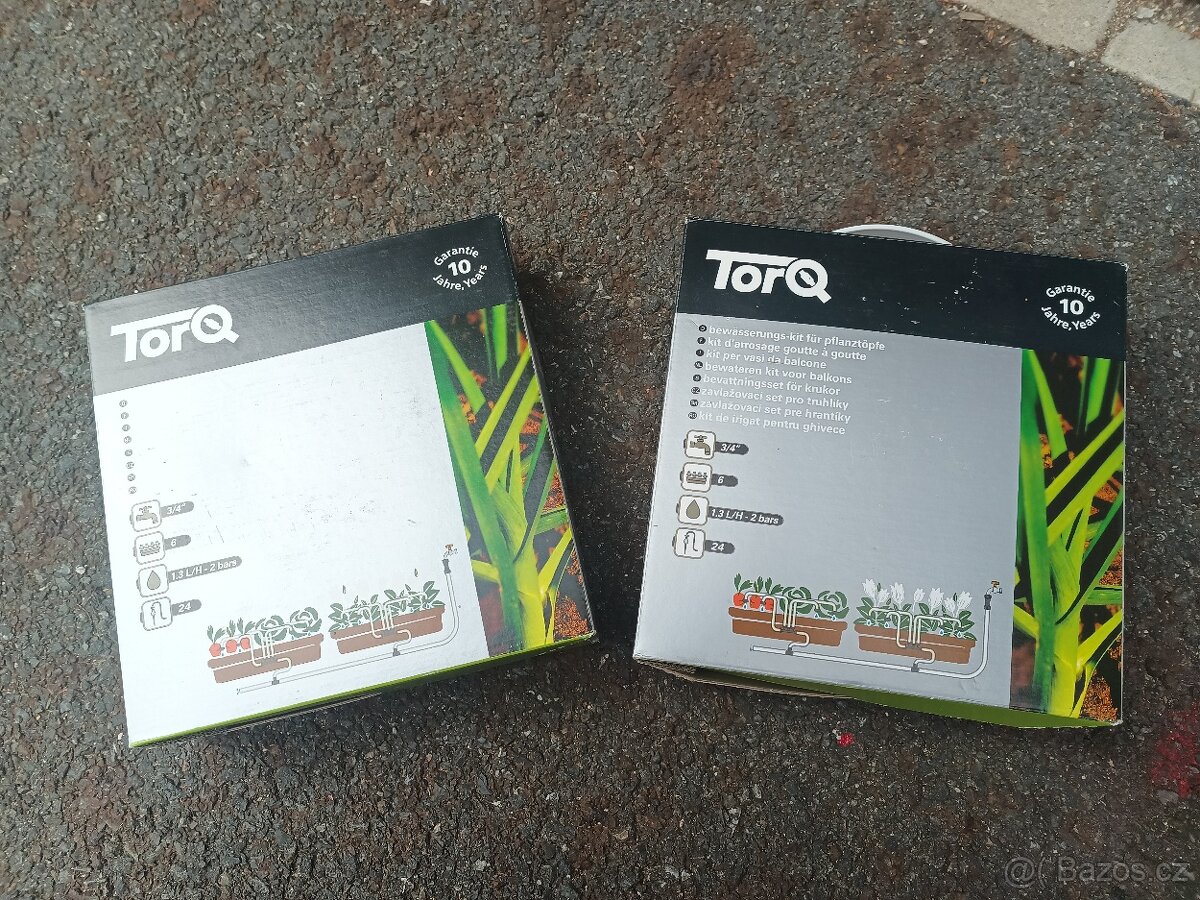 TorQ
Garantie
10
Jahre, Years
3/4"
6
1.3 L/H - 2 bars
24
TorQ
Garantie
10
Jahre, Years
bewässerungs-kit für pflanztöpfe
kit d'arrosage goutte à goutte
kit per vasi da balcone
bewateren kit voor balkons
bevattningsset för krukor
zavlažovací set pro truhlíky
zavlažovací set pre hrantíky
kit de irigat pentru ghivece
3/4"
6
1.3 L/H - 2 bars
24
@( Bazos.cz